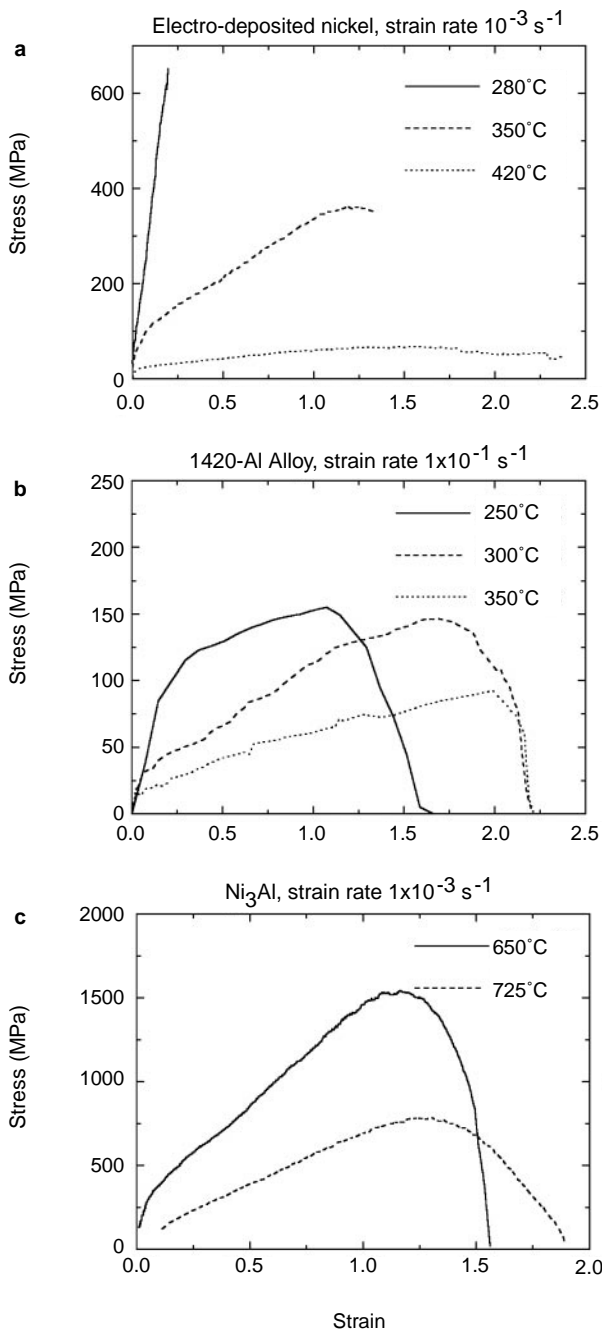 Electro-deposited nickel, strain rate 10⁻³ s⁻¹
a
600
400
200
0
Stress (MPa)
280˚C
350˚C
420˚C
0.0 0.5 1.0 1.5 2.0 2.5
1420-Al Alloy, strain rate 1x10⁻¹ s⁻¹
b
250
200
150
100
50
0
Stress (MPa)
250˚C
300˚C
350˚C
0.0 0.5 1.0 1.5 2.0 2.5
Ni₃Al, strain rate 1x10⁻³ s⁻¹
c
2000
1500
1000
500
0
Stress (MPa)
650˚C
725˚C
0.0 0.5 1.0 1.5 2.0
Strain